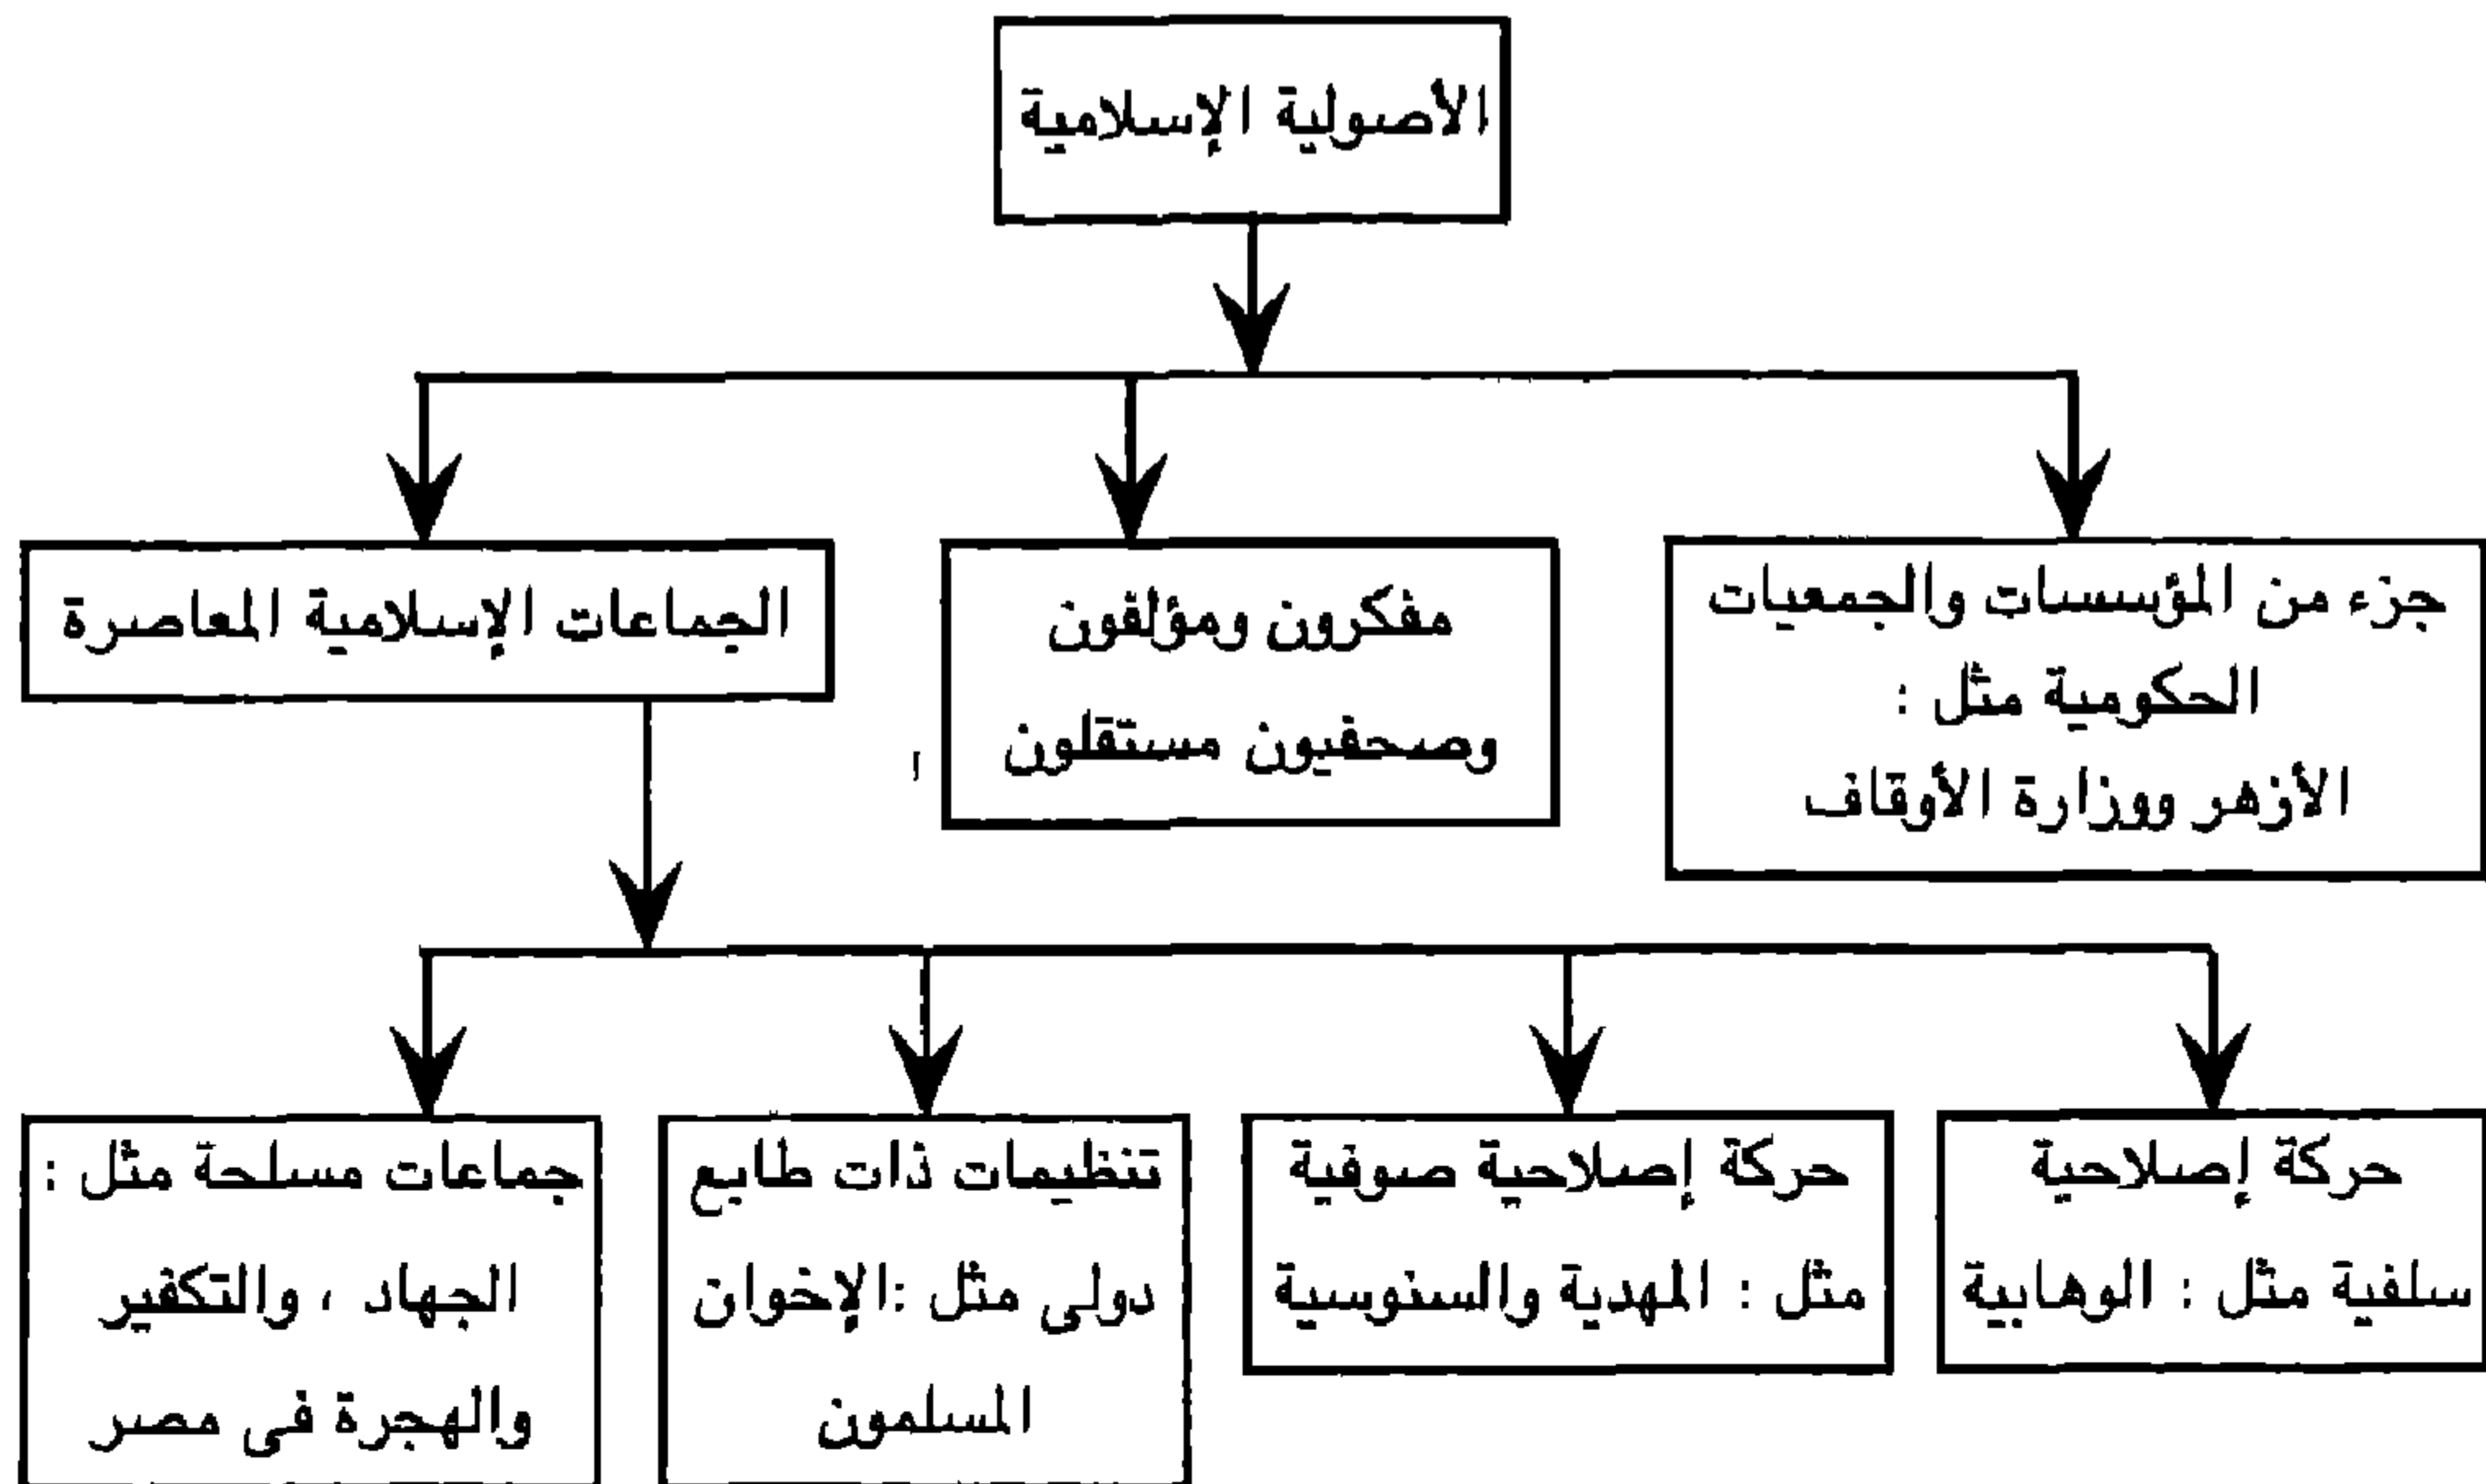 الأصولية الإسلامية
جزء من المؤسسات والجمعيات
الحكومية مثل :
الأزهر ووزارة الأوقاف
مفكرون ومؤلفون
وصحفيون مستقلون
الجماعات الإسلامية المعاصرة
حركة إصلاحية
سلفية مثل : الوهابية
حركة إصلاحية صوفية
مثل : المهدية والسنوسية
تنظيمات ذات طابع
دولى مثل :الإخوان
المسلمون
جماعات مسلحة مثل :
الجهاد ، والتكفير
والهجرة فى مصر